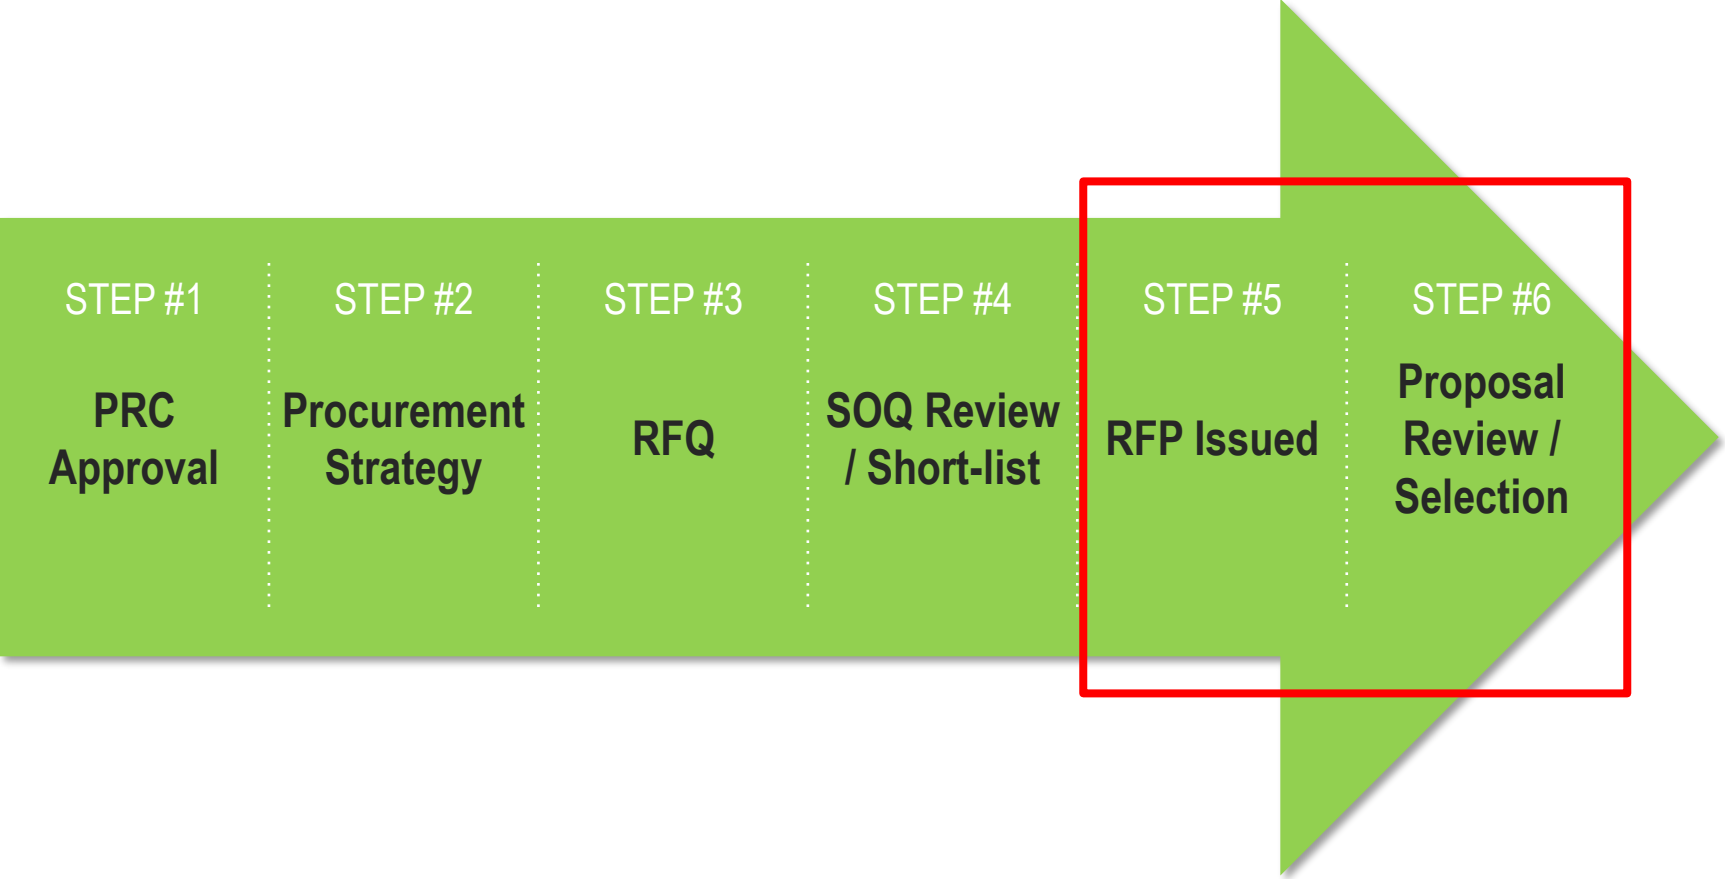 STEP #1
PRC
Approval
STEP #2
Procurement
Strategy
STEP #3
RFQ
STEP #4
SOQ Review
/ Short-list
STEP #5
RFP Issued
STEP #6
Proposal
Review /
Selection